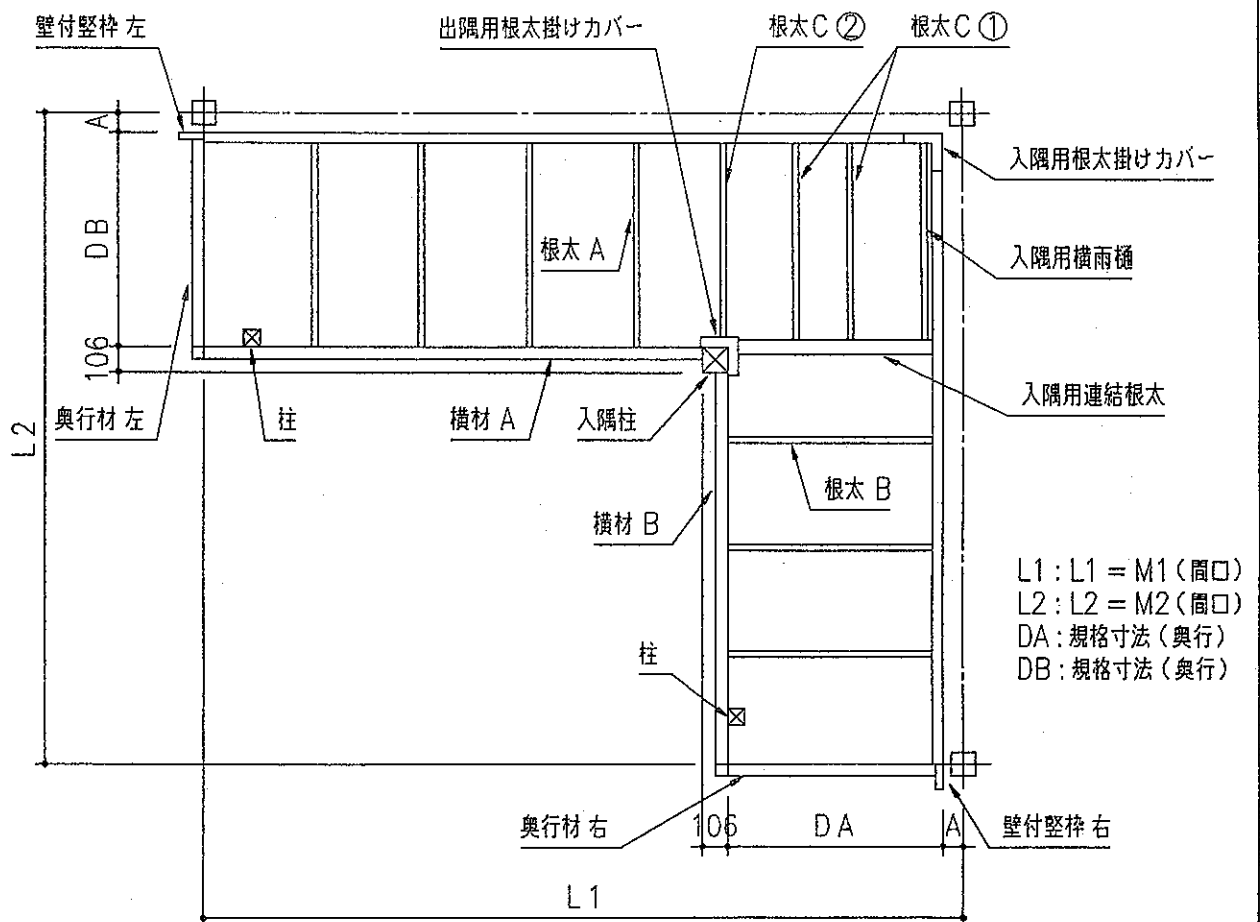 壁付竪枠 左
出隅用根太掛けカバー
根太C ②
根太C ①
A
入隅用根太掛けカバー
DB
根太 A
入隅用横雨樋
106
奥行材 左
柱
横材 A
入隅柱
入隅用連結根太
L2
根太 B
横材 B
L1 : L1 = M1(間口)
L2 : L2 = M2(間口)
DA : 規格寸法(奥行)
DB : 規格寸法(奥行)
柱
奥行材 右
106
DA
A
壁付竪枠 右
L1